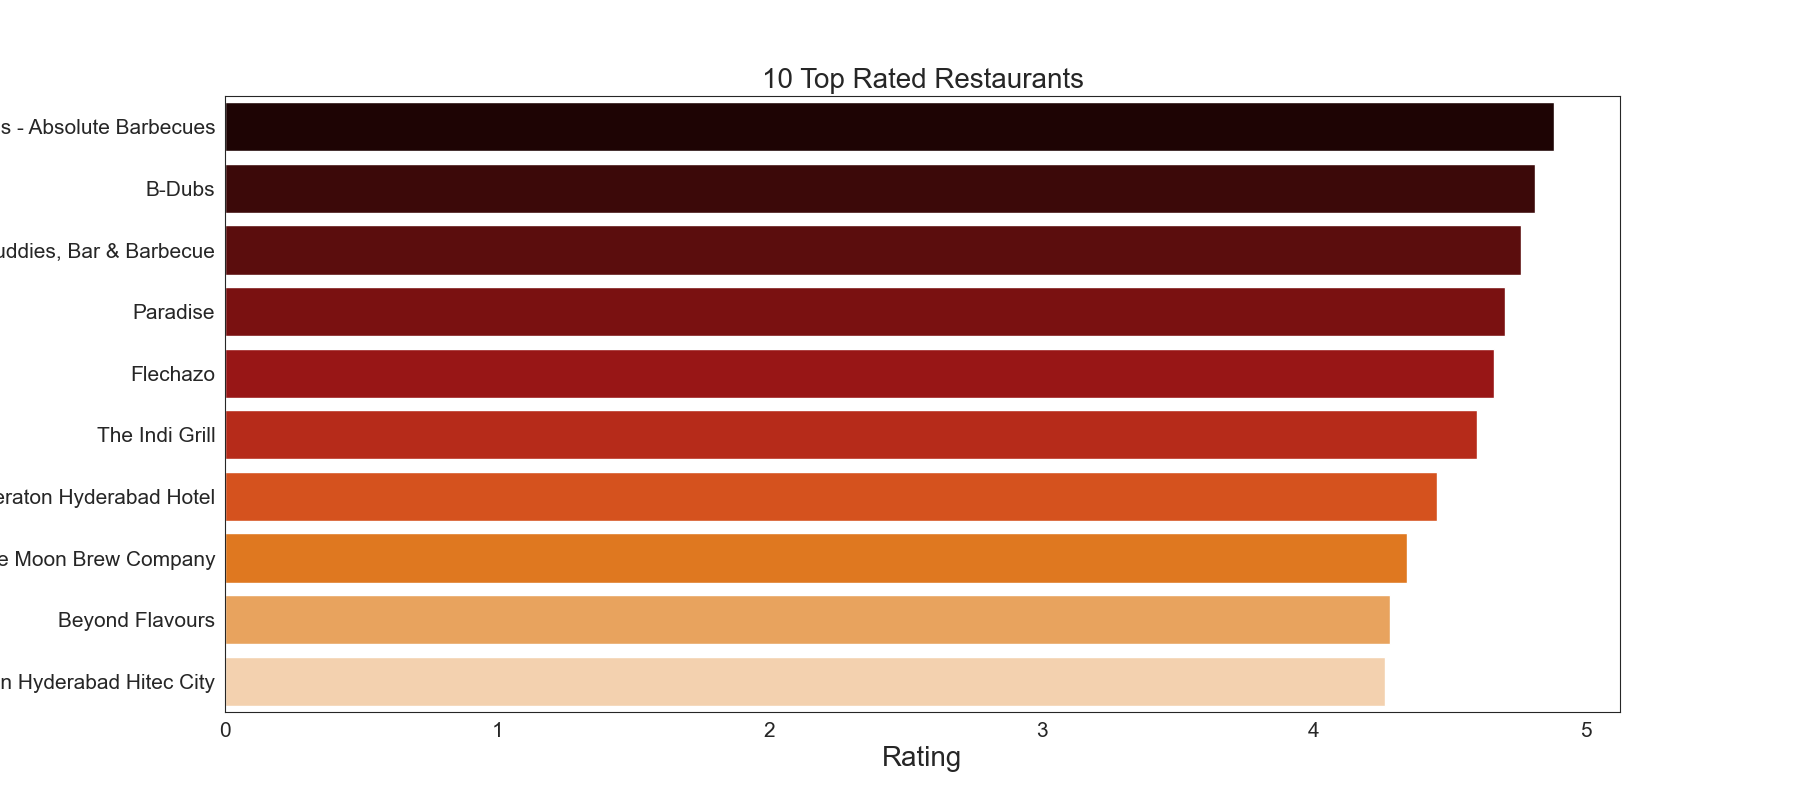 10 Top Rated Restaurants
s - Absolute Barbecues
B-Dubs
uddies, Bar & Barbecue
Paradise
Flechazo
The Indi Grill
eraton Hyderabad Hotel
e Moon Brew Company
Beyond Flavours
n Hyderabad Hitec City
0 1 2 3 4 5
Rating